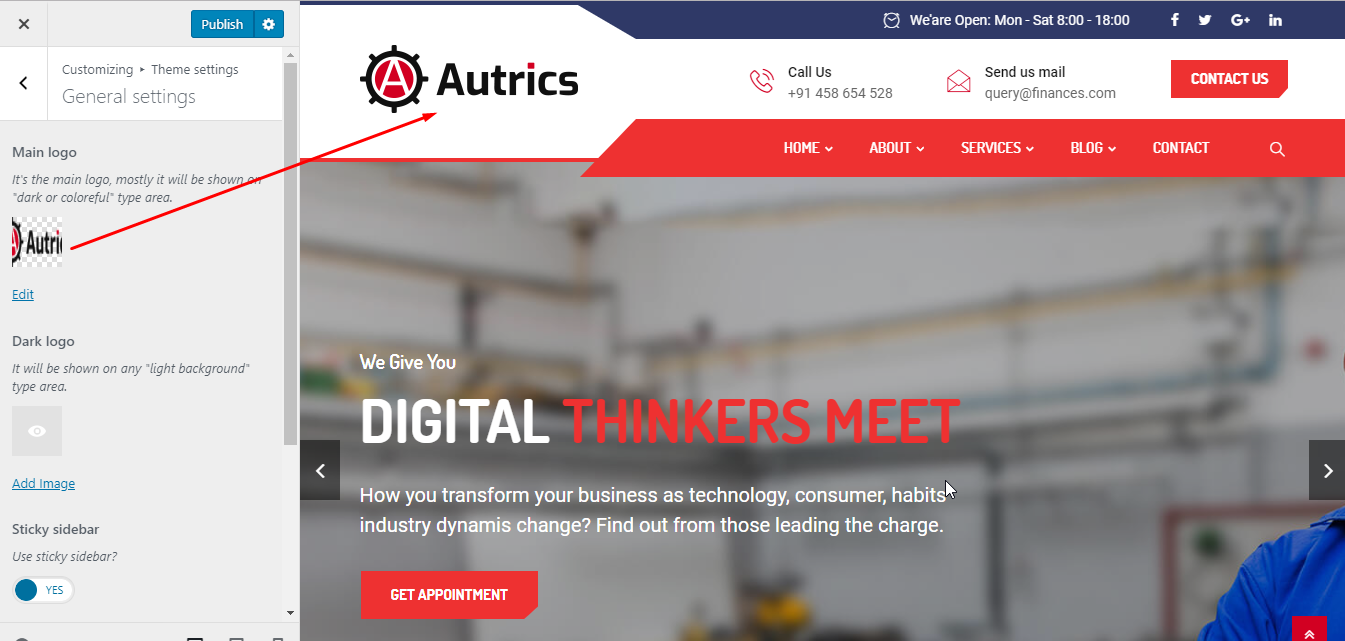 Publish
Customizing ▸ Theme settings
General settings
Main logo
It's the main logo, mostly it will be shown on
"dark or coloreful" type area.
Autri
Edit
Dark logo
It will be shown on any "light background"
type area.
Add Image
Sticky sidebar
Use sticky sidebar?
YES
We'are Open: Mon - Sat 8:00 - 18:00
A Autrics
Call Us
+91 458 654 528
Send us mail
query@finances.com
CONTACT US
HOME
ABOUT
SERVICES
BLOG
CONTACT
We Give You
DIGITAL THINKERS MEET
How you transform your business as technology, consumer, habits
industry dynamis change? Find out from those leading the charge.
GET APPOINTMENT